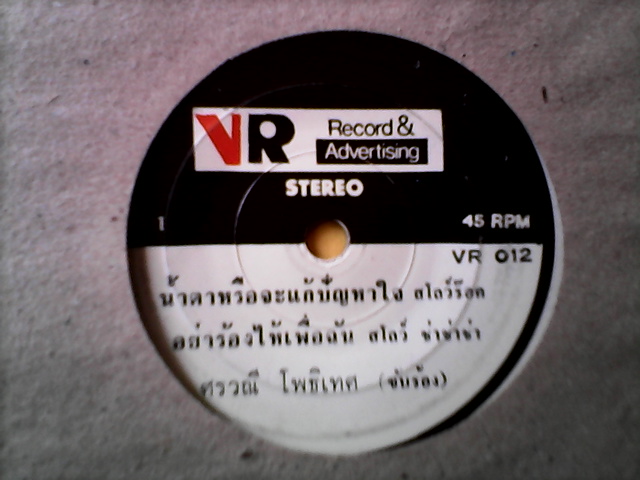 VR Record &
Advertising
STEREO
1 45 RPM
VR 012
น้ำตาหรือจะแก้ปัญหาใจ สโลว์ร๊อค
อย่าร้องไห้เพื่อฉัน สโลว์ ช่าช่าช่า
ศรวณี โพธิเทศ (ขับร้อง)